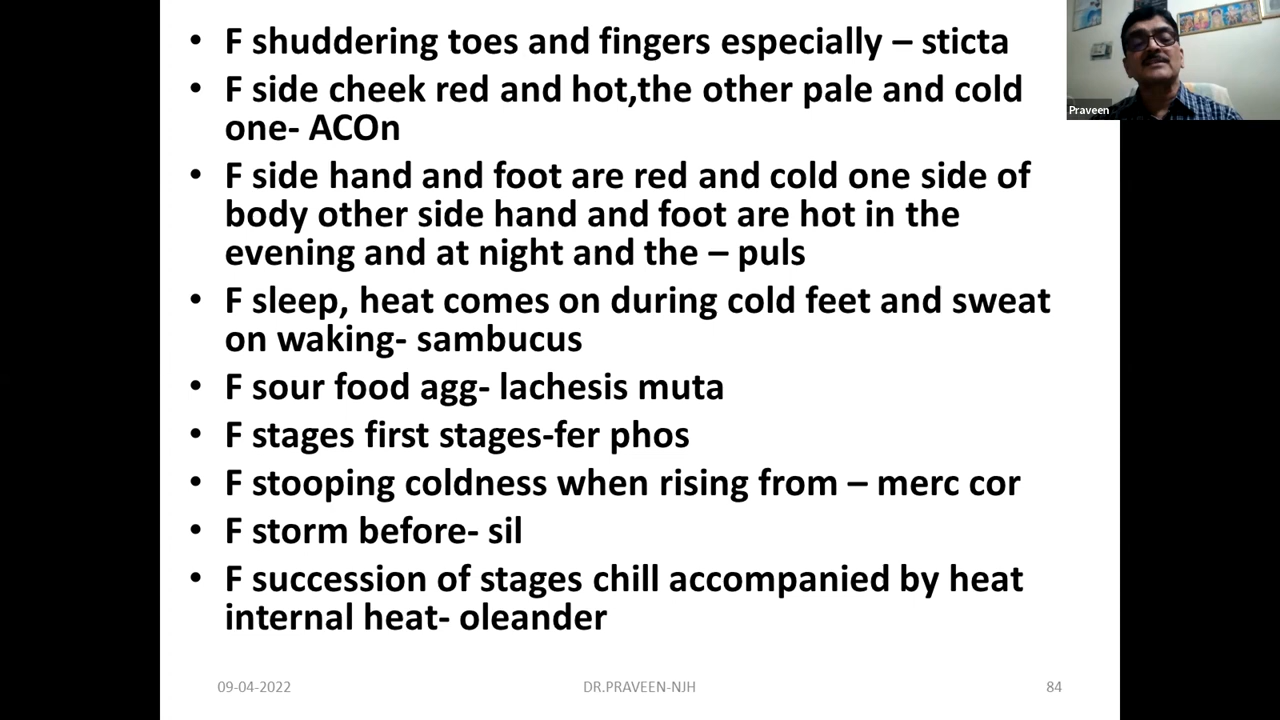 • F shuddering toes and fingers especially – sticta
• F side cheek red and hot,the other pale and cold
one- ACOn
• F side hand and foot are red and cold one side of
body other side hand and foot are hot in the
evening and at night and the – puls
• F sleep, heat comes on during cold feet and sweat
on waking- sambucus
• F sour food agg- lachesis muta
• F stages first stages-fer phos
• F stooping coldness when rising from – merc cor
• F storm before- sil
• F succession of stages chill accompanied by heat
internal heat- oleander
09-04-2022
DR.PRAVEEN-NJH
84
Praveen